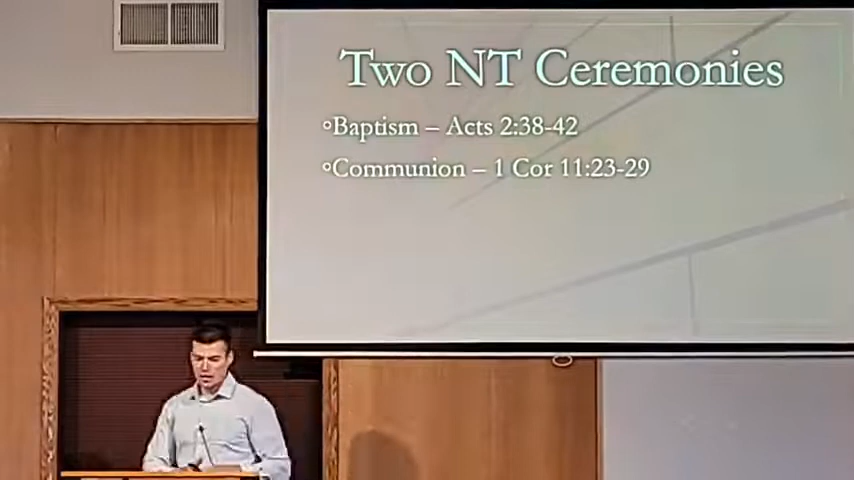 Two NT Ceremonies
◦Baptism – Acts 2:38-42
◦Communion – 1 Cor 11:23-29